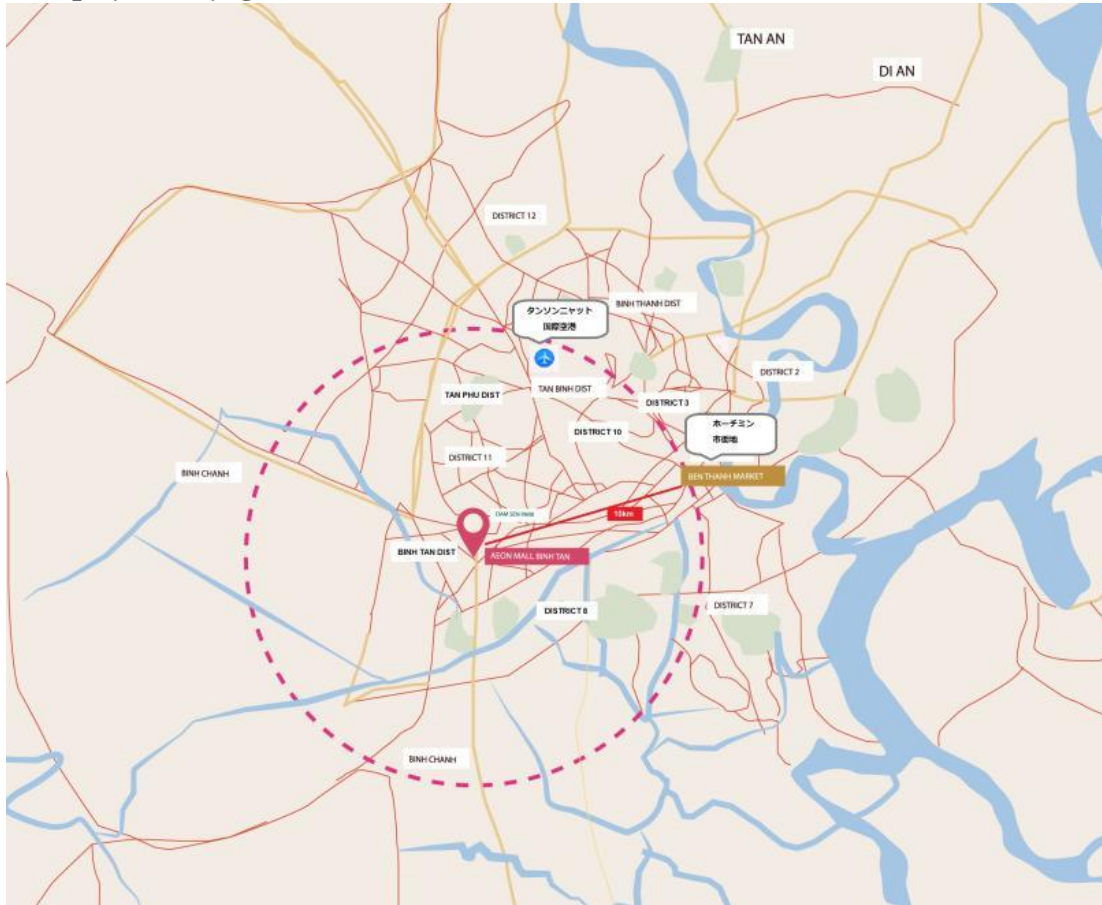 TAN AN
DI AN
DISTRICT 12
BINH THANH DIST
タンソンニャット
国際空港
DISTRICT 2
TAN PHU DIST
TAN BINH DIST
DISTRICT 3
ホーチミン
市街地
DISTRICT 10
DISTRICT 11
BINH CHANH
BEN THANH MARKET
DAM SEN PARK
10km
BINH TAN DIST
AEON MALL BINH TAN
DISTRICT 8
DISTRICT 7
BINH CHANH